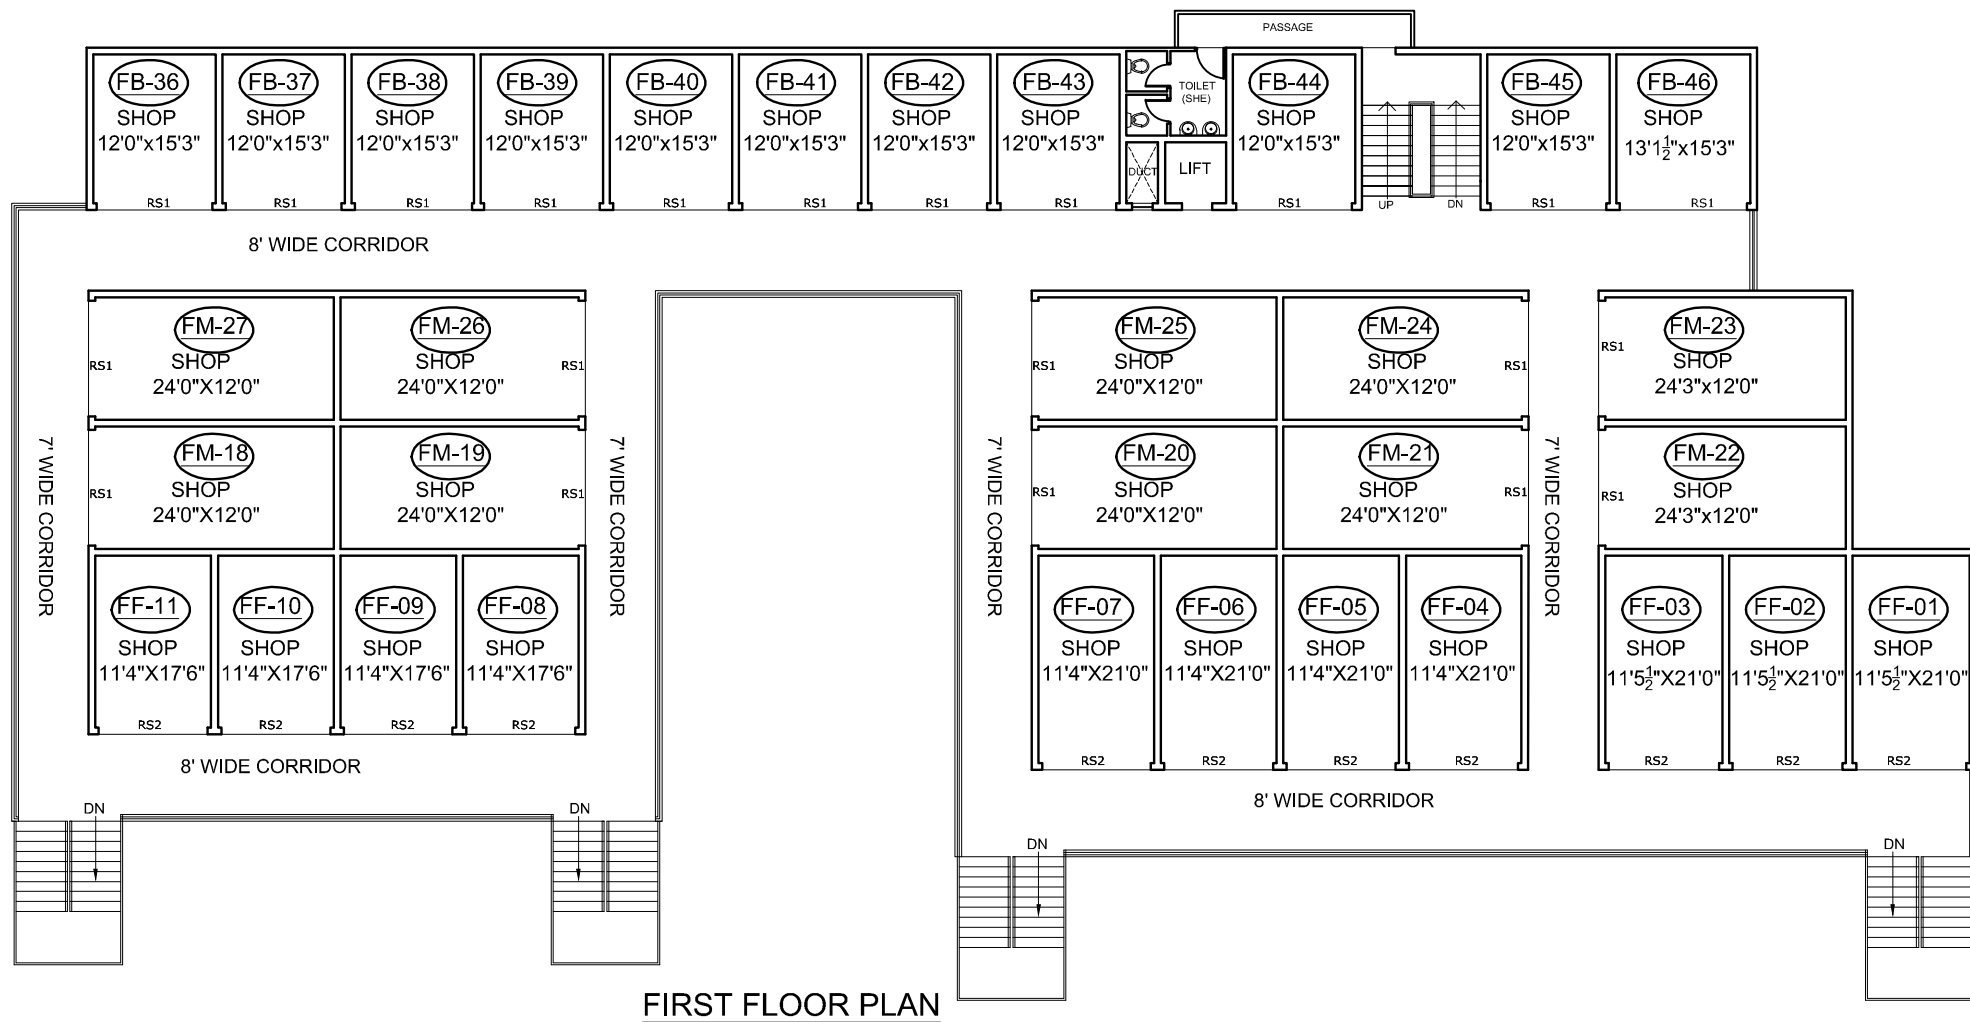 PASSAGE
FB-36
SHOP
12'0"x15'3"
RS1
FB-37
SHOP
12'0"x15'3"
RS1
FB-38
SHOP
12'0"x15'3"
RS1
FB-39
SHOP
12'0"x15'3"
RS1
FB-40
SHOP
12'0"x15'3"
RS1
FB-41
SHOP
12'0"x15'3"
RS1
FB-42
SHOP
12'0"x15'3"
RS1
FB-43
SHOP
12'0"x15'3"
RS1
TOILET
(SHE)
DUCT
LIFT
FB-44
SHOP
12'0"x15'3"
RS1
UP
DN
FB-45
SHOP
12'0"x15'3"
RS1
FB-46
SHOP
13'1½"x15'3"
RS1
8' WIDE CORRIDOR
FM-27
SHOP
24'0"X12'0"
RS1
FM-26
SHOP
24'0"X12'0"
RS1
FM-25
SHOP
24'0"X12'0"
RS1
FM-24
SHOP
24'0"X12'0"
RS1
FM-23
SHOP
24'3"x12'0"
RS1
7' WIDE CORRIDOR
FM-18
SHOP
24'0"X12'0"
RS1
FM-19
SHOP
24'0"X12'0"
RS1
7' WIDE CORRIDOR
7' WIDE CORRIDOR
FM-20
SHOP
24'0"X12'0"
RS1
FM-21
SHOP
24'0"X12'0"
RS1
7' WIDE CORRIDOR
FM-22
SHOP
24'3"x12'0"
RS1
FF-11
SHOP
11'4"X17'6"
RS2
FF-10
SHOP
11'4"X17'6"
RS2
FF-09
SHOP
11'4"X17'6"
RS2
FF-08
SHOP
11'4"X17'6"
RS2
FF-07
SHOP
11'4"X21'0"
RS2
FF-06
SHOP
11'4"X21'0"
RS2
FF-05
SHOP
11'4"X21'0"
RS2
FF-04
SHOP
11'4"X21'0"
RS2
FF-03
SHOP
11'5½"X21'0"
RS2
FF-02
SHOP
11'5½"X21'0"
RS2
FF-01
SHOP
11'5½"X21'0"
RS2
8' WIDE CORRIDOR
8' WIDE CORRIDOR
DN
DN
DN
DN
FIRST FLOOR PLAN